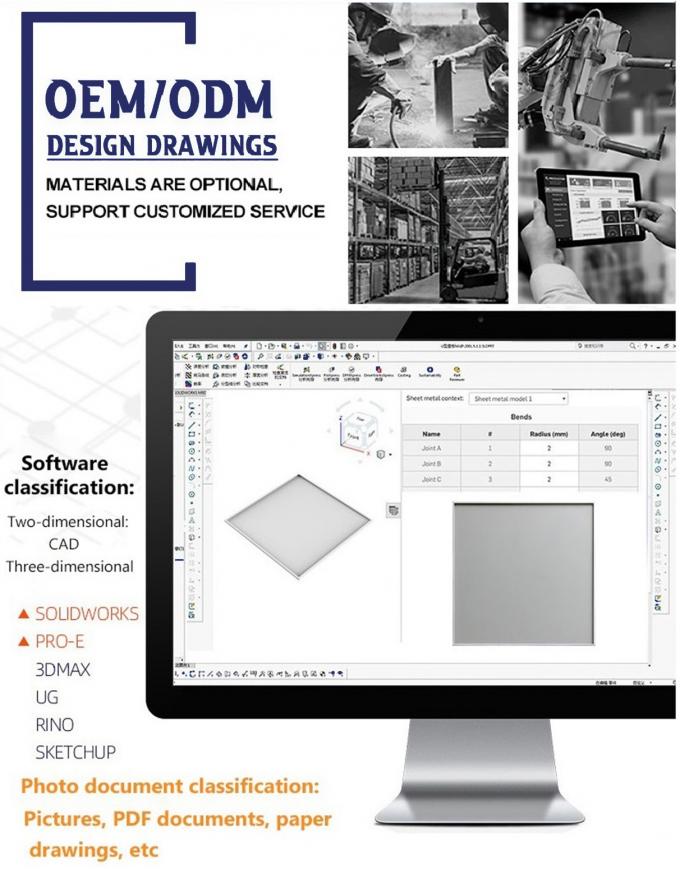 OEM/ODM
DESIGN DRAWINGS
MATERIALS ARE OPTIONAL,
SUPPORT CUSTOMIZED SERVICE
Software
classification:
Two-dimensional:
CAD
Three-dimensional
▲ SOLIDWORKS
▲ PRO-E
3DMAX
UG
RINO
SKETCHUP
Sheet metal context: Sheet metal model 1
Bends
Name # Radius (mm) Angle (deg)
Joint A 1 2 90
Joint B 2 2 90
Joint C 3 2 45
Front
Costing
Sustainability
Photo document classification:
Pictures, PDF documents, paper
drawings, etc